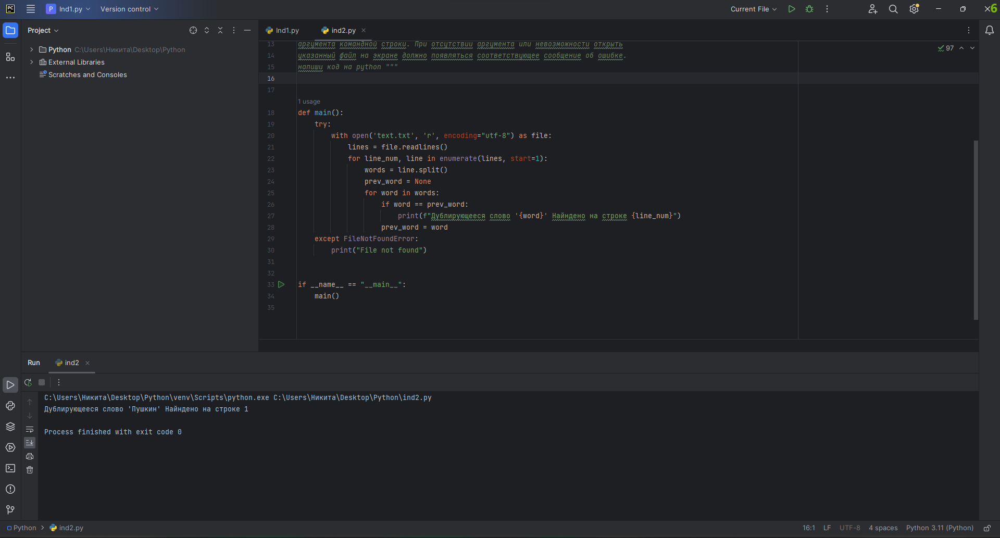 PC
P Ind1.py Version control
Current File
6
Project
Python C:\Users\Никита\Desktop\Python
External Libraries
Scratches and Consoles
Ind1.py ind2.py
97
13 аргумента командной строки. При отсутствии аргумента или невозможности открыть
14 указанный файл на экране должно появляться соответствующее сообщение об ошибке.
15 напиши код на python """
16
17
1 usage
18 def main():
19 try:
20 with open('text.txt', 'r', encoding="utf-8") as file:
21 lines = file.readlines()
22 for line_num, line in enumerate(lines, start=1):
23 words = line.split()
24 prev_word = None
25 for word in words:
26 if word == prev_word:
27 print(f"Дублирующееся слово '{word}' Найндено на строке {line_num}")
28 prev_word = word
29 except FileNotFoundError:
30 print("File not found")
31
32
33 if __name__ == "__main__":
34 main()
35
Run ind2
C:\Users\Никита\Desktop\Python\venv\Scripts\python.exe C:\Users\Никита\Desktop\Python\ind2.py
Дублирующееся слово 'Пушкин' Найндено на строке 1
Process finished with exit code 0
Python ind2.py
16:1 LF UTF-8 4 spaces Python 3.11 (Python)